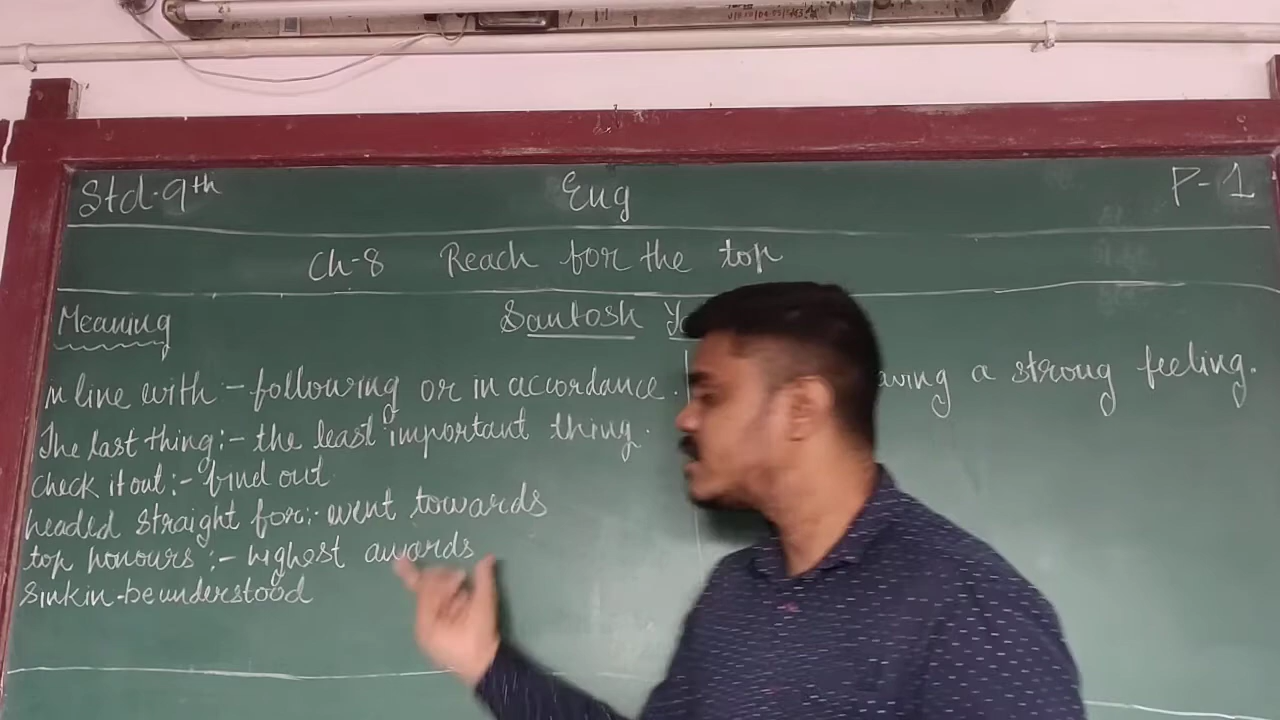 Std. 9th Eng P-1
Ch-8 Reach for the top
Meaning Santosh
in line with :- following or in accordance. a strong feeling.
The last thing :- the least important thing.
check it out :- find out
headed straight for :- went towards
top honours :- highest awards
Sink in - be understood